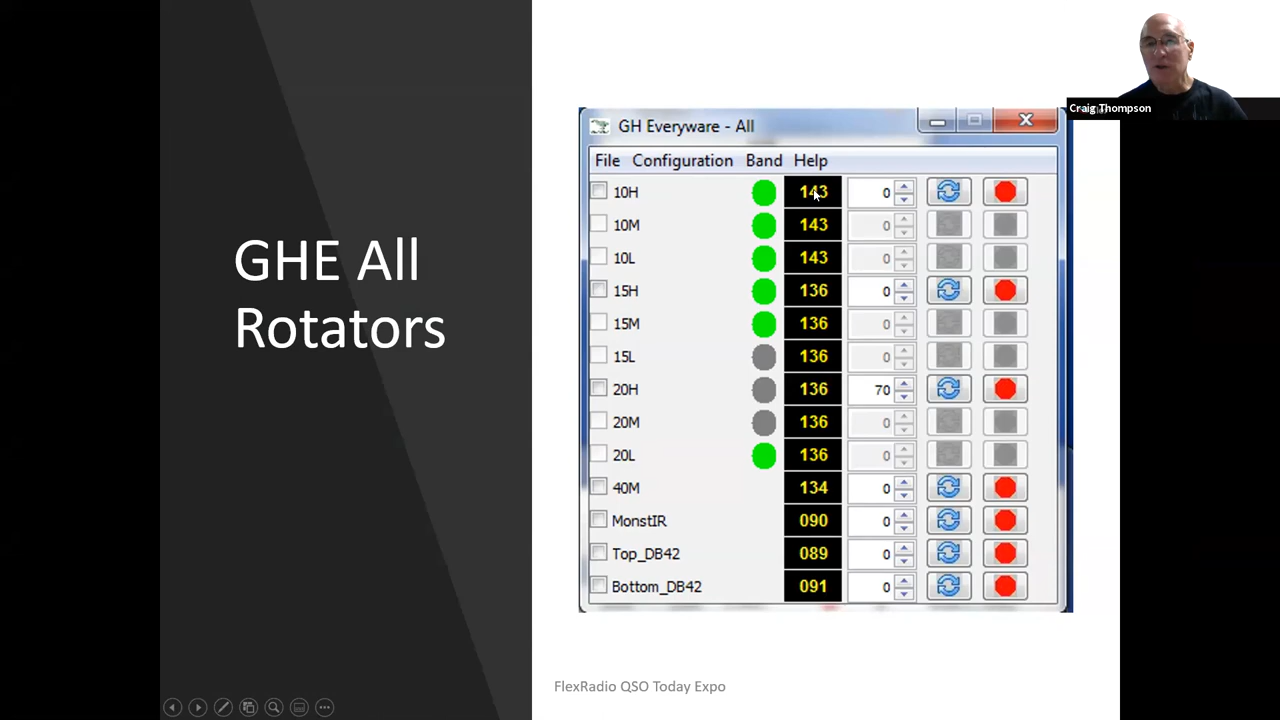 Craig Thompson
GHE All
Rotators
GH Everyware - All
File Configuration Band Help
10H 143 0
10M 143 0
10L 143 0
15H 136 0
15M 136 0
15L 136 0
20H 136 70
20M 136 0
20L 136 0
40M 134 0
MonstIR 090 0
Top_DB42 089 0
Bottom_DB42 091 0
FlexRadio QSO Today Expo